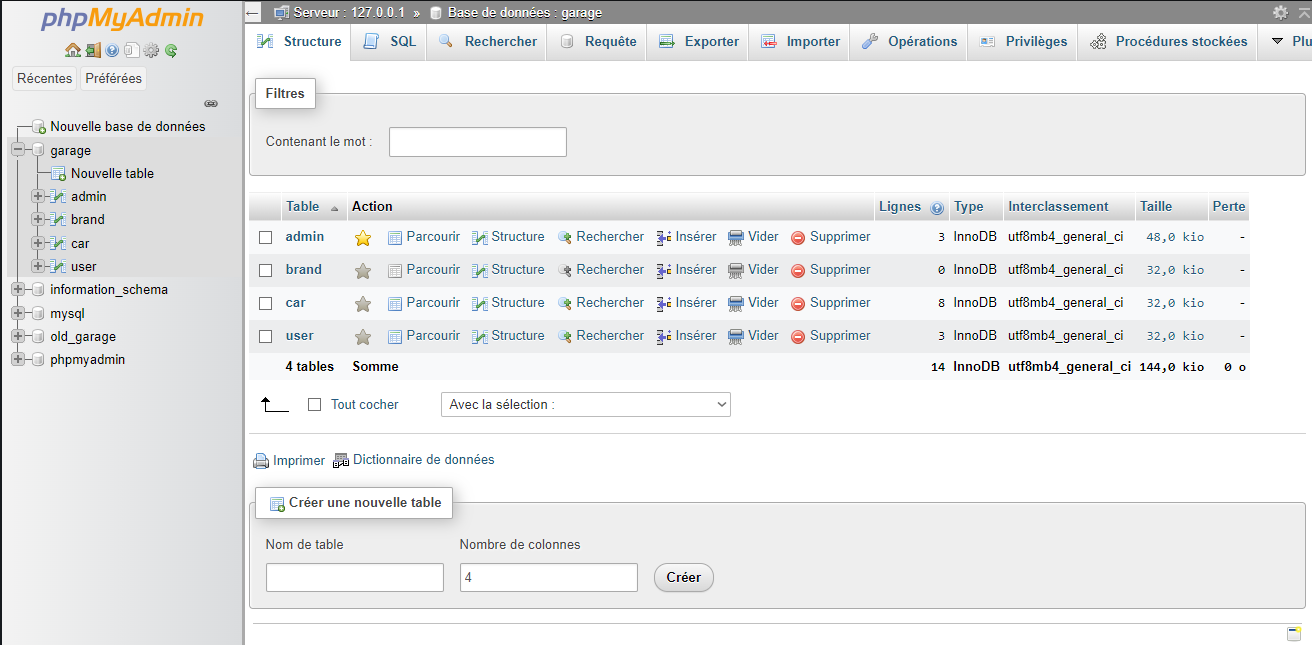 phpMyAdmin
Récentes Préférées
Nouvelle base de données
garage
Nouvelle table
admin
brand
car
user
information_schema
mysql
old_garage
phpmyadmin
Serveur : 127.0.0.1 » Base de données : garage
Structure SQL Rechercher Requête Exporter Importer Opérations Privilèges Procédures stockées Plu
Filtres
Contenant le mot :
Table Action Lignes Type Interclassement Taille Perte
admin Parcourir Structure Rechercher Insérer Vider Supprimer 3 InnoDB utf8mb4_general_ci 48,0 kio -
brand Parcourir Structure Rechercher Insérer Vider Supprimer 0 InnoDB utf8mb4_general_ci 32,0 kio -
car Parcourir Structure Rechercher Insérer Vider Supprimer 8 InnoDB utf8mb4_general_ci 32,0 kio -
user Parcourir Structure Rechercher Insérer Vider Supprimer 3 InnoDB utf8mb4_general_ci 32,0 kio -
4 tables Somme 14 InnoDB utf8mb4_general_ci 144,0 kio 0 o
Tout cocher Avec la sélection :
Imprimer Dictionnaire de données
Créer une nouvelle table
Nom de table Nombre de colonnes
4 Créer